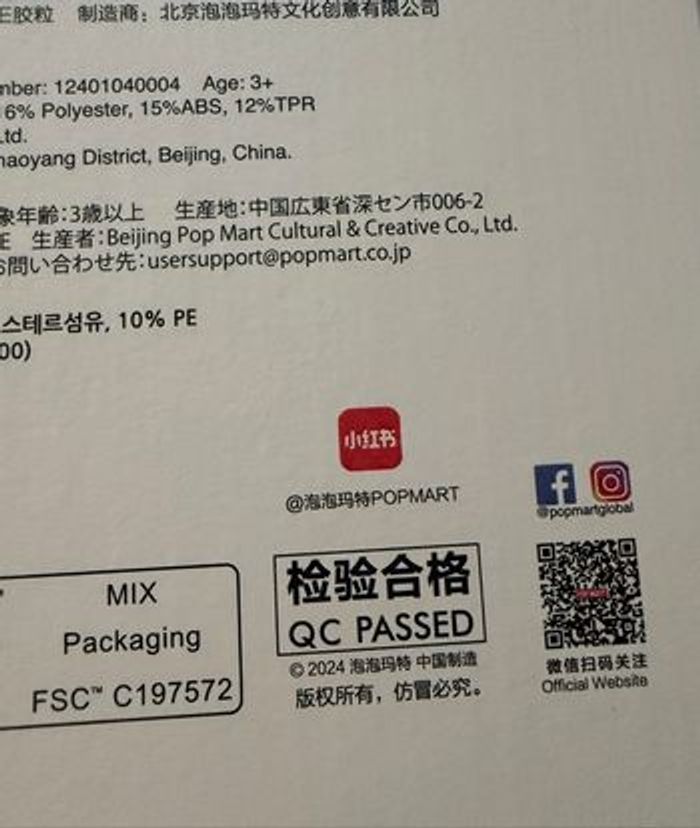 胶粒 制造商：北京泡泡玛特文化创意有限公司
mber: 12401040004 Age: 3+
6% Polyester, 15%ABS, 12%TPR
Ltd.
haoyang District, Beijing, China.
象年齢：3歳以上 生産地：中国広東省深セン市006-2
生産者：Beijing Pop Mart Cultural & Creative Co., Ltd.
お問い合わせ先：usersupport@popmart.co.jp
스테르섬유, 10% PE
00)
小红书
@泡泡玛特POPMART
@popmartglobal
MIX
Packaging
FSC™ C197572
检验合格
QC PASSED
© 2024 泡泡玛特 中国制造
版权所有，仿冒必究。
微信扫码关注
Official Website